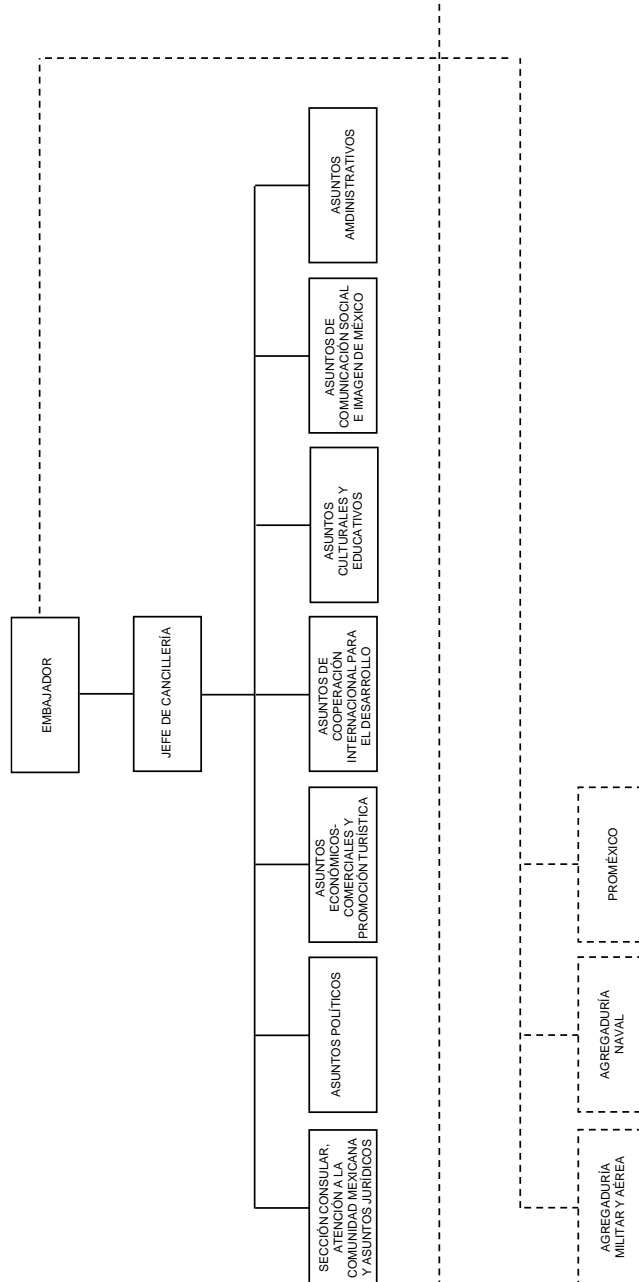 EMBAJADOR
JEFE DE CANCILLERÍA
SECCIÓN CONSULAR,
ATENCIÓN A LA
COMUNIDAD MEXICANA
Y ASUNTOS JURÍDICOS
ASUNTOS POLÍTICOS
ASUNTOS
ECONÓMICOS-
COMERCIALES Y
PROMOCIÓN TURÍSTICA
ASUNTOS DE
COOPERACIÓN
INTERNACIONAL PARA
EL DESARROLLO
ASUNTOS
CULTURALES Y
EDUCATIVOS
ASUNTOS DE
COMUNICACIÓN SOCIAL
E IMAGEN DE MÉXICO
ASUNTOS
AMDINISTRATIVOS
AGREGADURÍA
MILITAR Y AÉREA
AGREGADURÍA
NAVAL
PROMÉXICO